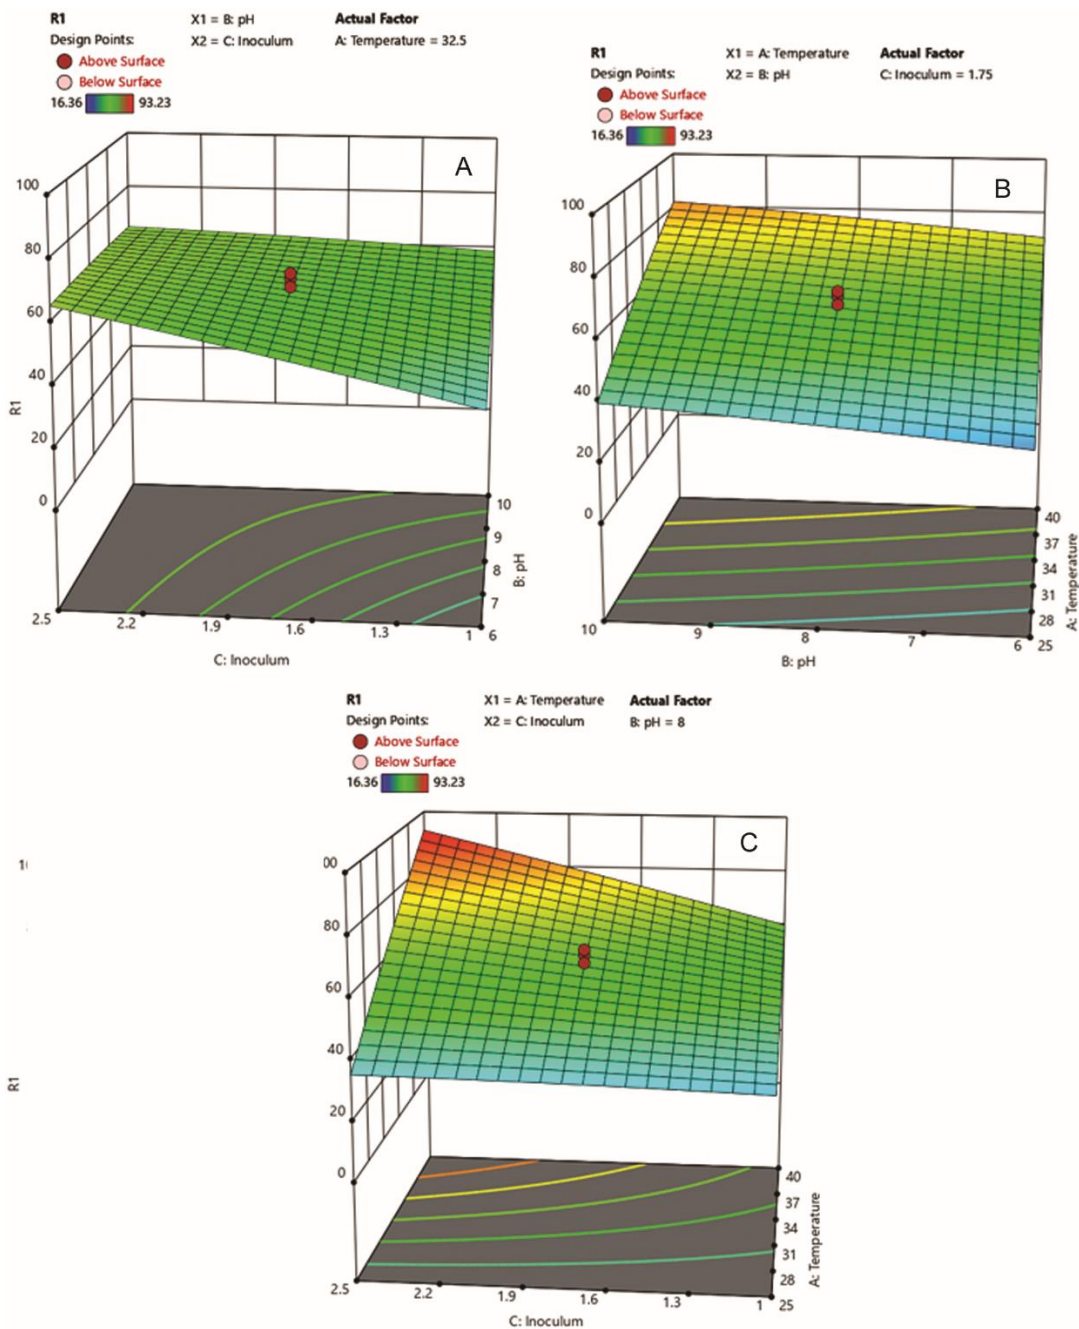 R1
X1 = B: pH
Actual Factor
Design Points:
X2 = C: Inoculum
A: Temperature = 32.5
Above Surface
Below Surface
16.36 93.23
A
100
80
60
40
20
0
R1
10
9
8
7
6
B: pH
2.5
2.2
1.9
1.6
1.3
1
C: Inoculum
R1
X1 = A: Temperature
Actual Factor
Design Points:
X2 = B: pH
C: Inoculum = 1.75
Above Surface
Below Surface
16.36 93.23
B
100
80
60
40
20
0
40
37
34
31
28
25
A: Temperature
10
9
8
7
6
B: pH
R1
X1 = A: Temperature
Actual Factor
Design Points:
X2 = C: Inoculum
B: pH = 8
Above Surface
Below Surface
16.36 93.23
C
00
80
60
40
20
0
R1
40
37
34
31
28
25
A: Temperature
2.5
2.2
1.9
1.6
1.3
1
C: Inoculum